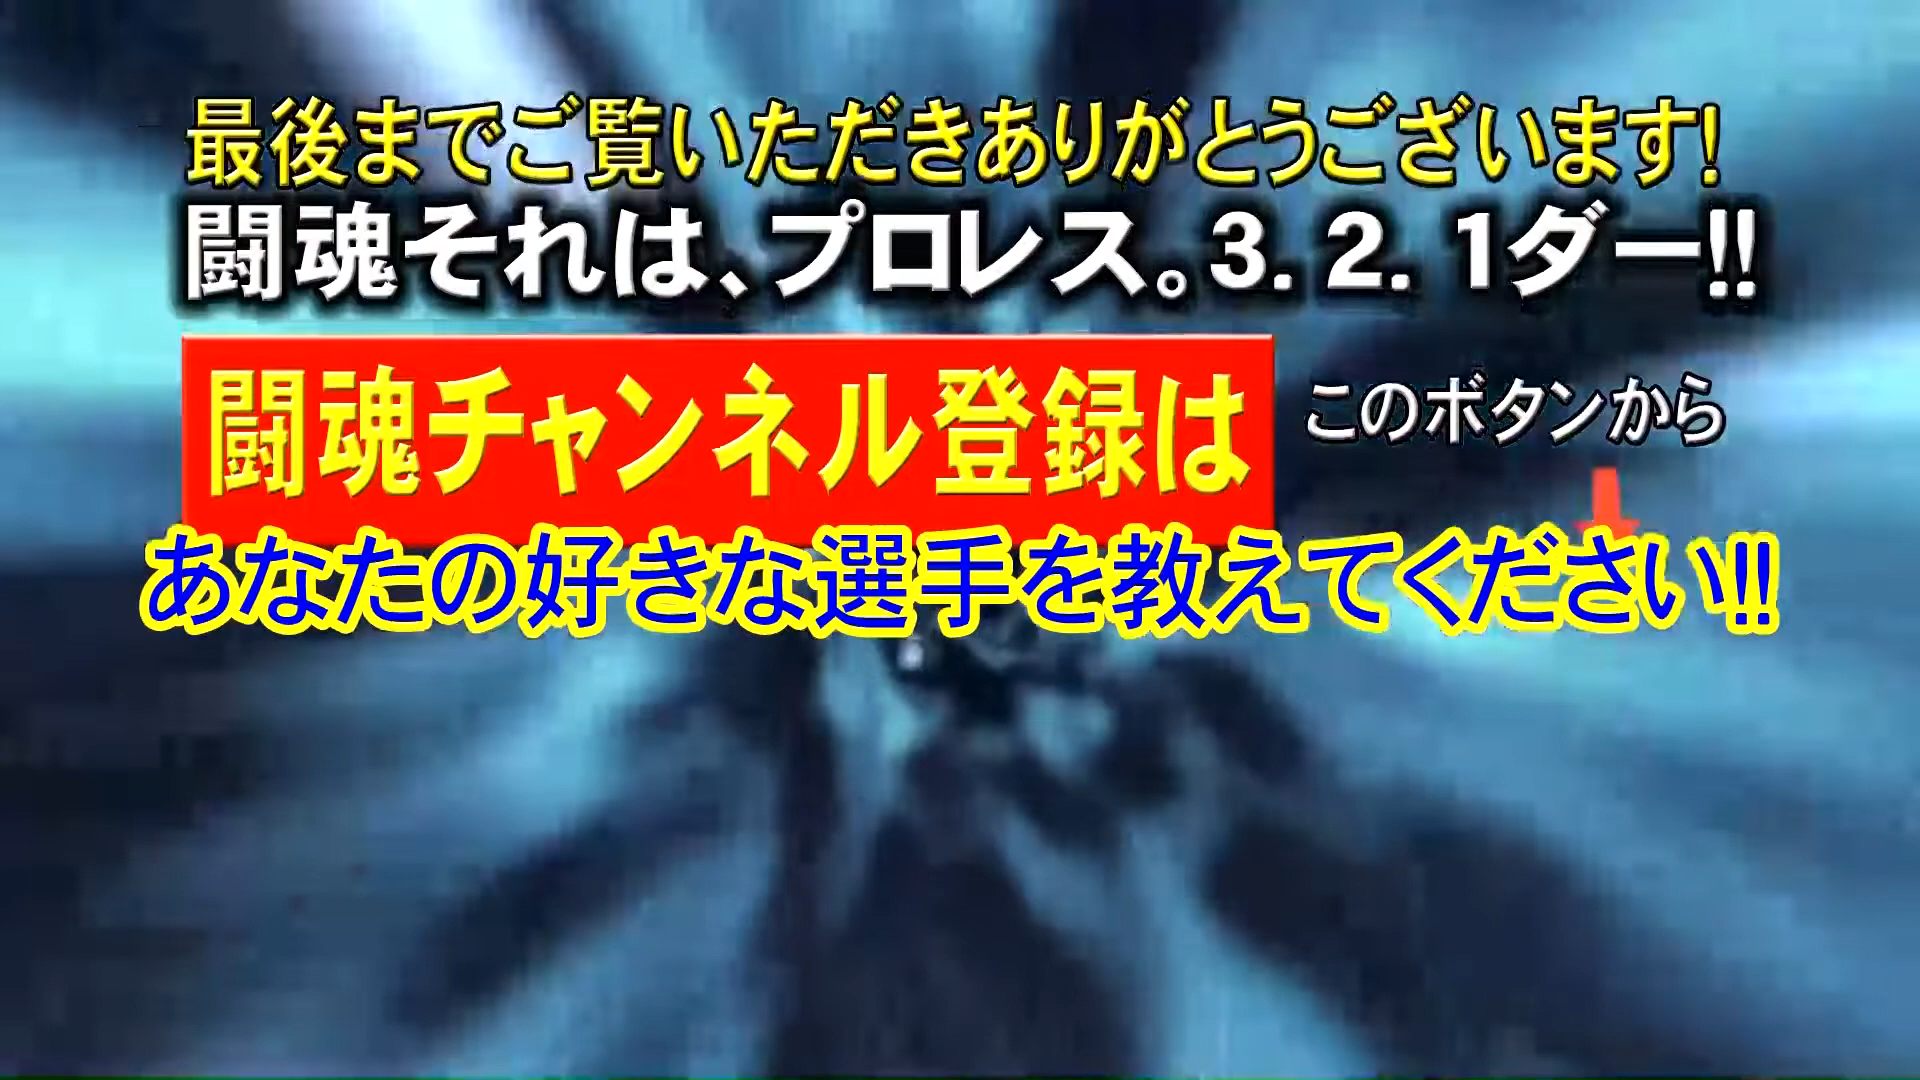 最後までご覧いただきありがとうございます!
闘魂それは、プロレス。3. 2. 1ダー!!
闘魂チャンネル登録は
このボタンから
あなたの好きな選手を教えてください!!